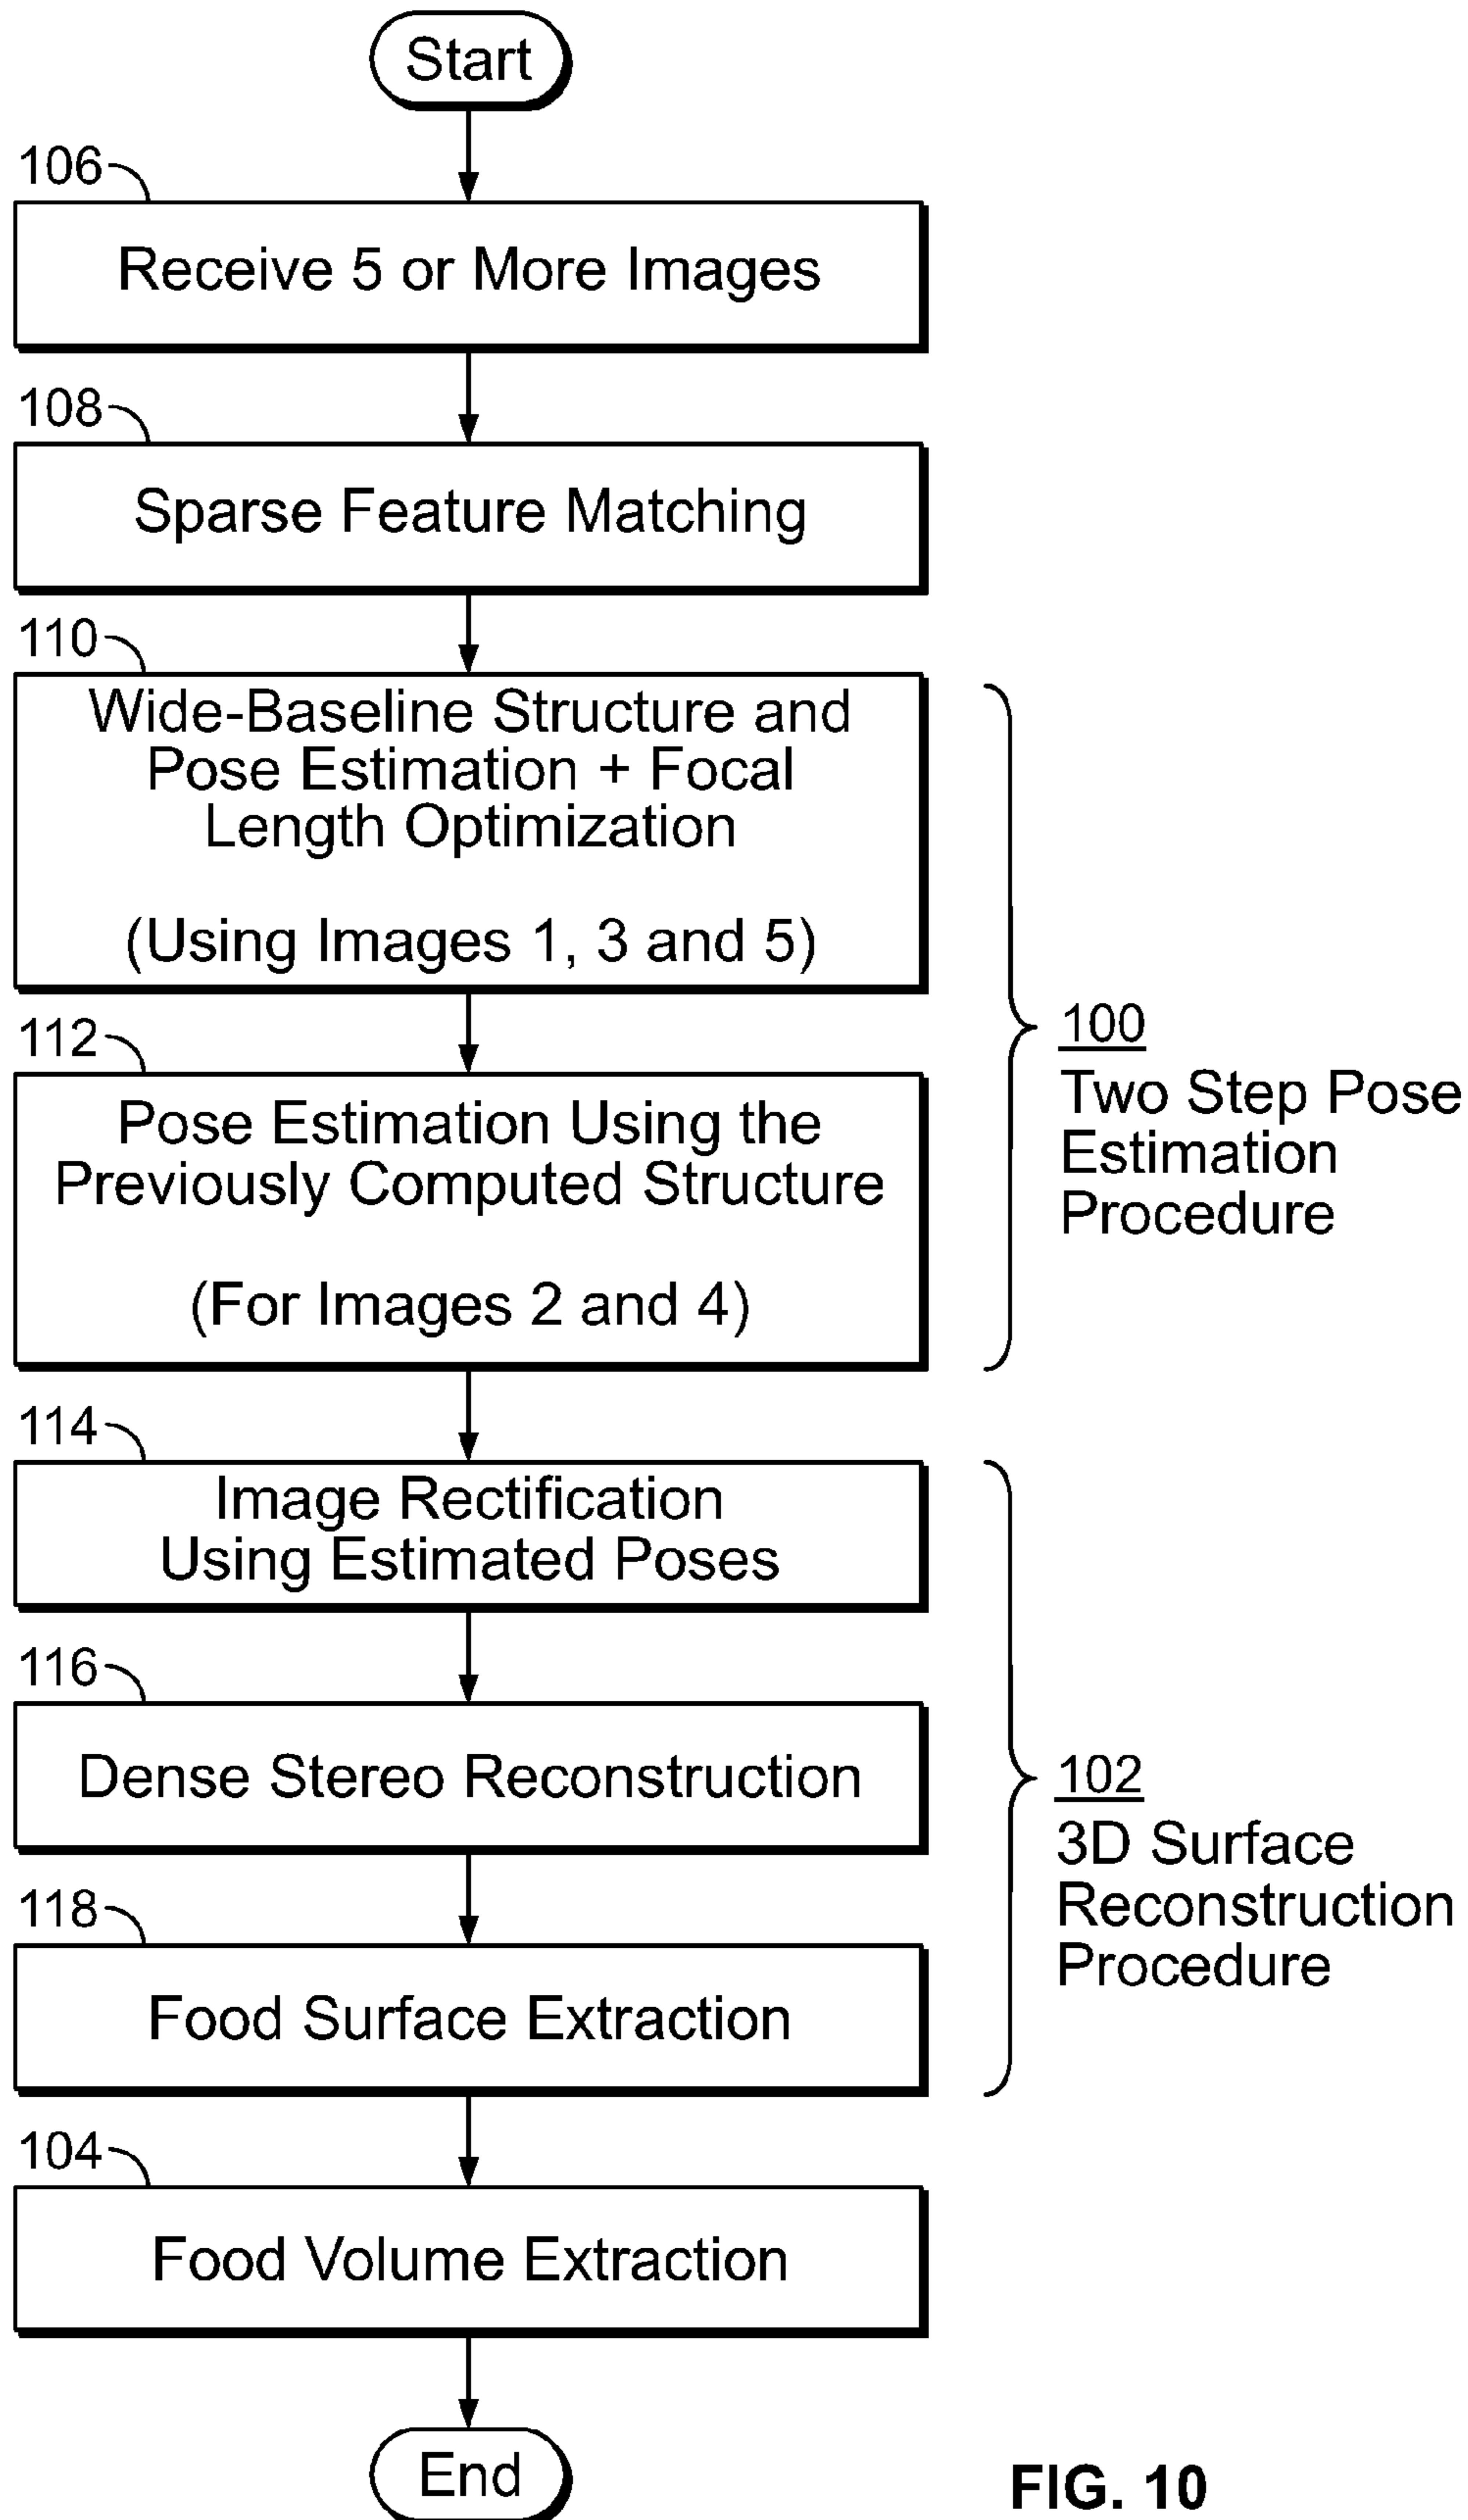 Start
106
Receive 5 or More Images
108
Sparse Feature Matching
110
Wide-Baseline Structure and
Pose Estimation + Focal
Length Optimization
(Using Images 1, 3 and 5)
112
Pose Estimation Using the
Previously Computed Structure
(For Images 2 and 4)
100
Two Step Pose
Estimation
Procedure
114
Image Rectification
Using Estimated Poses
116
Dense Stereo Reconstruction
118
Food Surface Extraction
102
3D Surface
Reconstruction
Procedure
104
Food Volume Extraction
End
FIG. 10